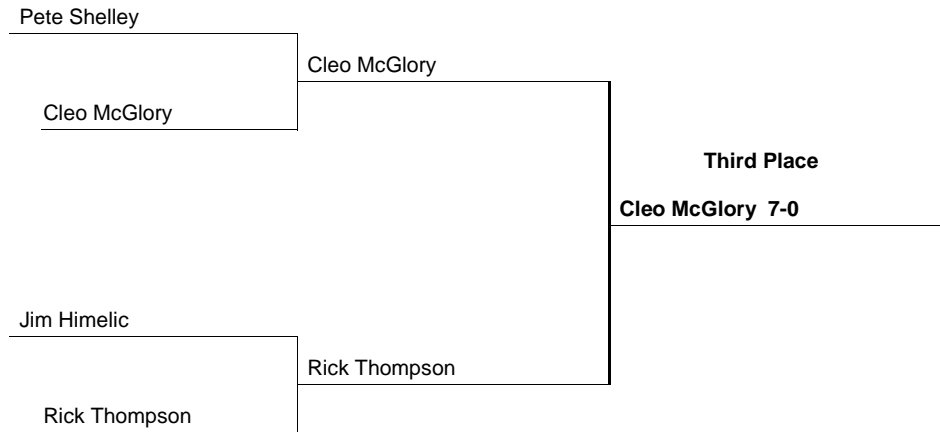 Pete Shelley
Cleo McGlory
Cleo McGlory
Third Place
Cleo McGlory 7-0
Jim Himelic
Rick Thompson
Rick Thompson